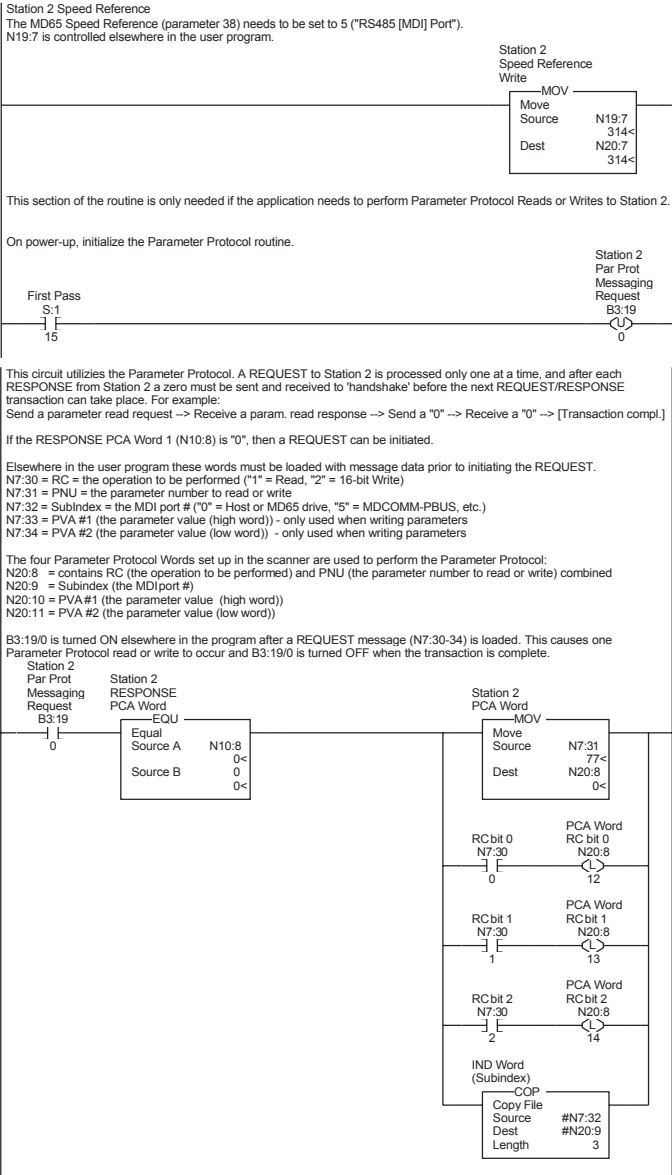 Station 2 Speed Reference
The MD65 Speed Reference (parameter 38) needs to be set to 5 ("RS485 [MDI] Port").
N19:7 is controlled elsewhere in the user program.
Station 2
Speed Reference
Write
MOV
Move
Source N19:7
314<
Dest N20:7
314<
This section of the routine is only needed if the application needs to perform Parameter Protocol Reads or Writes to Station 2.
On power-up, initialize the Parameter Protocol routine.
Station 2
Par Prot
Messaging
Request
First Pass
S:1
B3:19
U
15
0
This circuit utilizies the Parameter Protocol. A REQUEST to Station 2 is processed only one at a time, and after each
RESPONSE from Station 2 a zero must be sent and received to 'handshake' before the next REQUEST/RESPONSE
transaction can take place. For example:
Send a parameter read request --> Receive a param. read response --> Send a "0" --> Receive a "0" --> [Transaction compl.]
If the RESPONSE PCA Word 1 (N10:8) is "0", then a REQUEST can be initiated.
Elsewhere in the user program these words must be loaded with message data prior to initiating the REQUEST.
N7:30 = RC = the operation to be performed ("1" = Read, "2" = 16-bit Write)
N7:31 = PNU = the parameter number to read or write
N7:32 = SubIndex = the MDI port # ("0" = Host or MD65 drive, "5" = MDCOMM-PBUS, etc.)
N7:33 = PVA #1 (the parameter value (high word)) - only used when writing parameters
N7:34 = PVA #2 (the parameter value (low word)) - only used when writing parameters
The four Parameter Protocol Words set up in the scanner are used to perform the Parameter Protocol:
N20:8 = contains RC (the operation to be performed) and PNU (the parameter number to read or write) combined
N20:9 = Subindex (the MDI port #)
N20:10 = PVA #1 (the parameter value (high word))
N20:11 = PVA #2 (the parameter value (low word))
B3:19/0 is turned ON elsewhere in the program after a REQUEST message (N7:30-34) is loaded. This causes one
Parameter Protocol read or write to occur and B3:19/0 is turned OFF when the transaction is complete.
Station 2
Par Prot
Messaging
Request
B3:19
0
Station 2
RESPONSE
PCA Word
EQU
Equal
Source A N10:8
0<
Source B 0
0<
Station 2
PCA Word
MOV
Move
Source N7:31
77<
Dest N20:8
0<
RC bit 0
N7:30
0
PCA Word
RC bit 0
N20:8
L
12
RC bit 1
N7:30
1
PCA Word
RC bit 1
N20:8
L
13
RC bit 2
N7:30
2
PCA Word
RC bit 2
N20:8
L
14
IND Word
(Subindex)
COP
Copy File
Source #N7:32
Dest #N20:9
Length 3